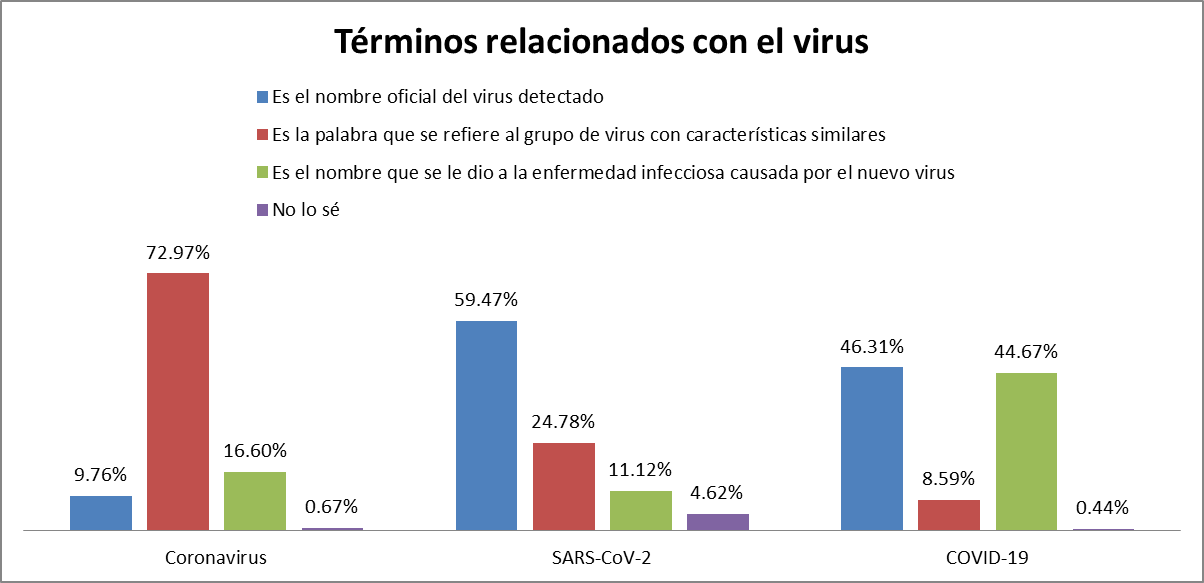 Términos relacionados con el virus
Es el nombre oficial del virus detectado
Es la palabra que se refiere al grupo de virus con características similares
Es el nombre que se le dio a la enfermedad infecciosa causada por el nuevo virus
No lo sé
9.76%
72.97%
16.60%
0.67%
59.47%
24.78%
11.12%
4.62%
46.31%
8.59%
44.67%
0.44%
Coronavirus
SARS-CoV-2
COVID-19